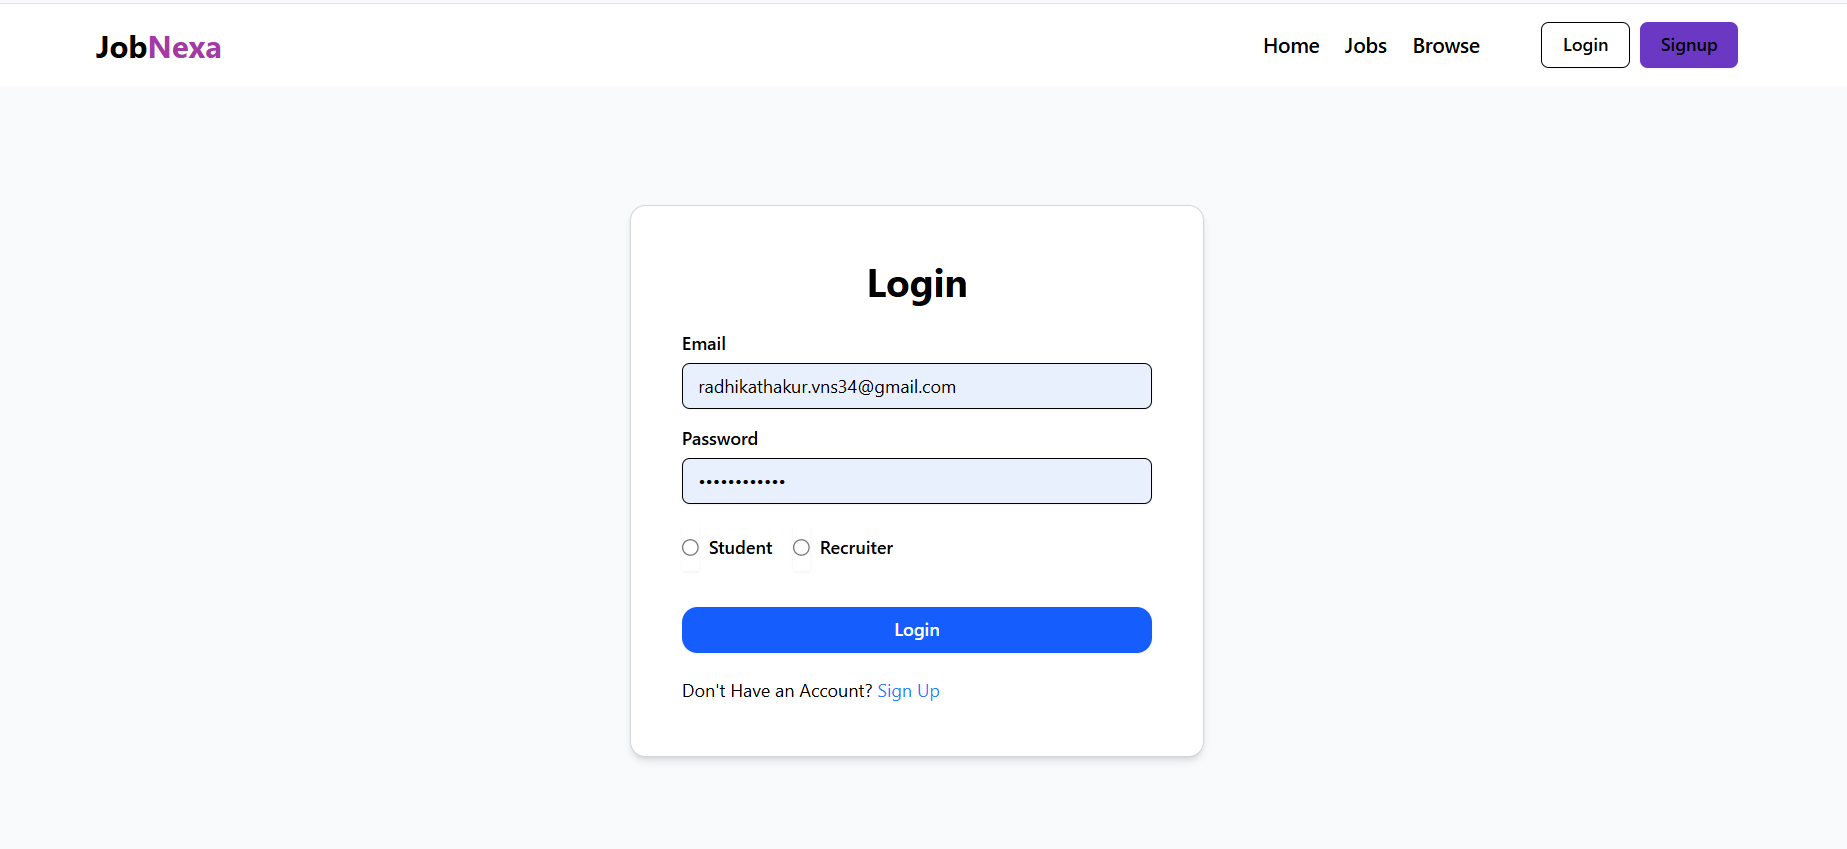 JobNexa
Home Jobs Browse Login Signup
Login
Email
radhikathakur.vns34@gmail.com
Password
••••••••••••
Student Recruiter
Login
Don't Have an Account? Sign Up